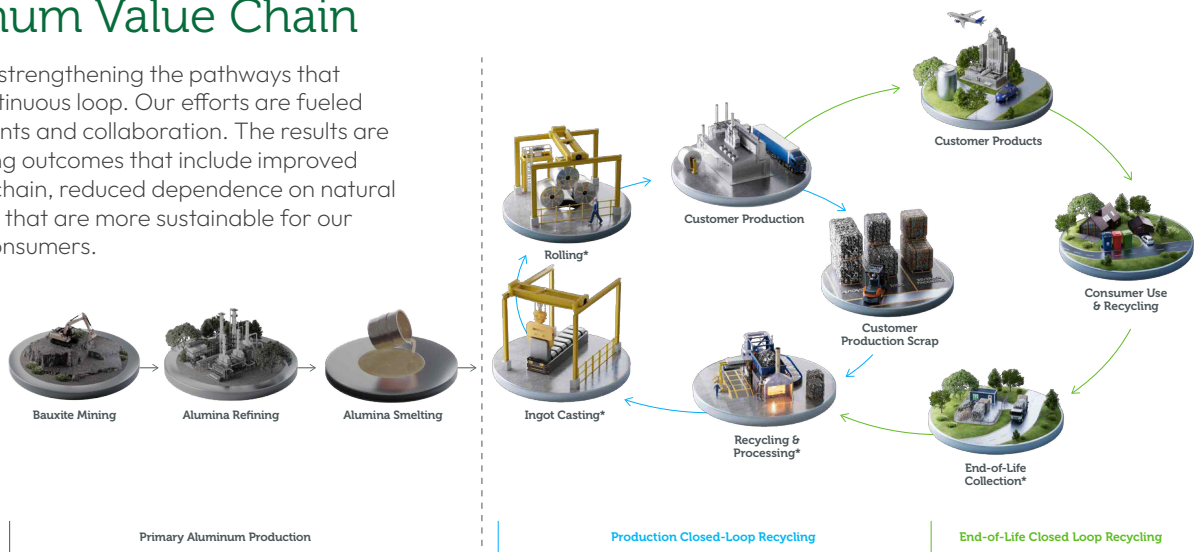 num Value Chain
strengthening the pathways that
tinuous loop. Our efforts are fueled
nts and collaboration. The results are
ng outcomes that include improved
chain, reduced dependence on natural
that are more sustainable for our
onsumers.
Customer Products
Customer Production
Rolling*
Consumer Use
& Recycling
Customer
Production Scrap
Bauxite Mining
Alumina Refining
Alumina Smelting
Ingot Casting*
Recycling &
Processing*
End-of-Life
Collection*
Primary Aluminum Production
Production Closed-Loop Recycling
End-of-Life Closed Loop Recycling